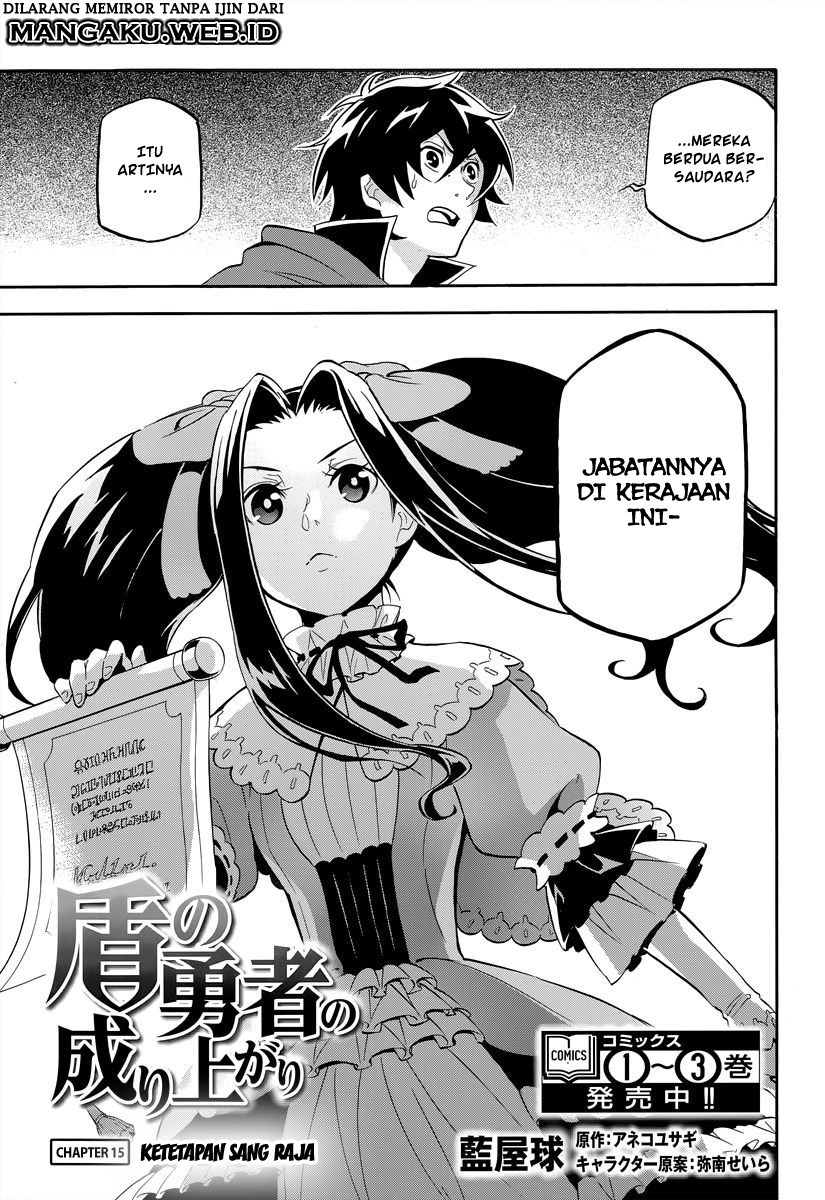 DILARANG MEMIROR TANPA IJIN DARI
MANGAKU.WEB.ID
...MEREKA
BERDUA BER-
SAUDARA?
ITU
ARTINYA
...
JABATANNYA
DI KERAJAAN
INI-
盾の勇者の
成り上がり
CHAPTER 15
KETETAPAN SANG RAJA
COMICS
コミックス
①〜③巻
発売中!!
藍屋球
原作:アネコユサギ
キャラクター原案:弥南せいら